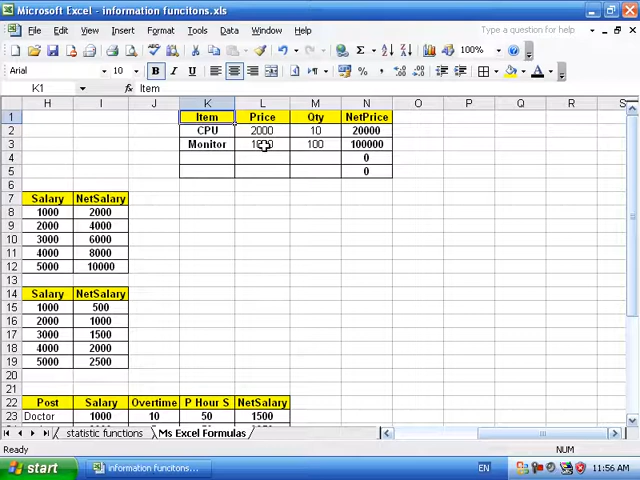 Microsoft Excel - information funcitons.xls
File Edit View Insert Format Tools Data Window Help
Type a question for help
100%
Arial 10 B I U
K1 Item
H I J K L M N O P Q R S
1 Item Price Qty NetPrice
2 CPU 2000 10 20000
3 Monitor 100 100000
4 0
5 0
6
7 Salary NetSalary
8 1000 2000
9 2000 4000
10 3000 6000
11 4000 8000
12 5000 10000
13
14 Salary NetSalary
15 1000 500
16 2000 1000
17 3000 1500
18 4000 2000
19 5000 2500
20
21
22 Post Salary Overtime P Hour S NetSalary
23 Doctor 1000 10 50 1500
statistic functions Ms Excel Formulas
Ready NUM
start information funcitons... EN 11:56 AM